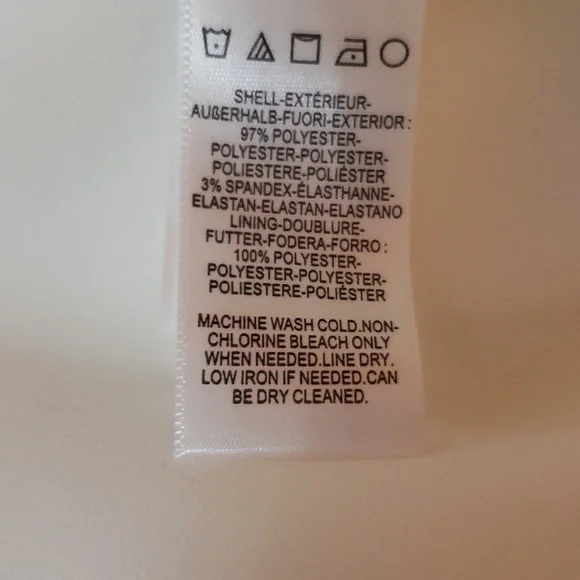 SHELL-EXTÉRIEUR-
AUßERHALB-FUORI-EXTERIOR :
97% POLYESTER-
POLYESTER-POLYESTER-
POLIESTERE-POLIÉSTER
3% SPANDEX-ÉLASTHANNE-
ELASTAN-ELASTAN-ELASTANO
LINING-DOUBLURE-
FUTTER-FODERA-FORRO :
100% POLYESTER-
POLYESTER-POLYESTER-
POLIESTERE-POLIÉSTER
MACHINE WASH COLD.NON-
CHLORINE BLEACH ONLY
WHEN NEEDED.LINE DRY.
LOW IRON IF NEEDED.CAN
BE DRY CLEANED.